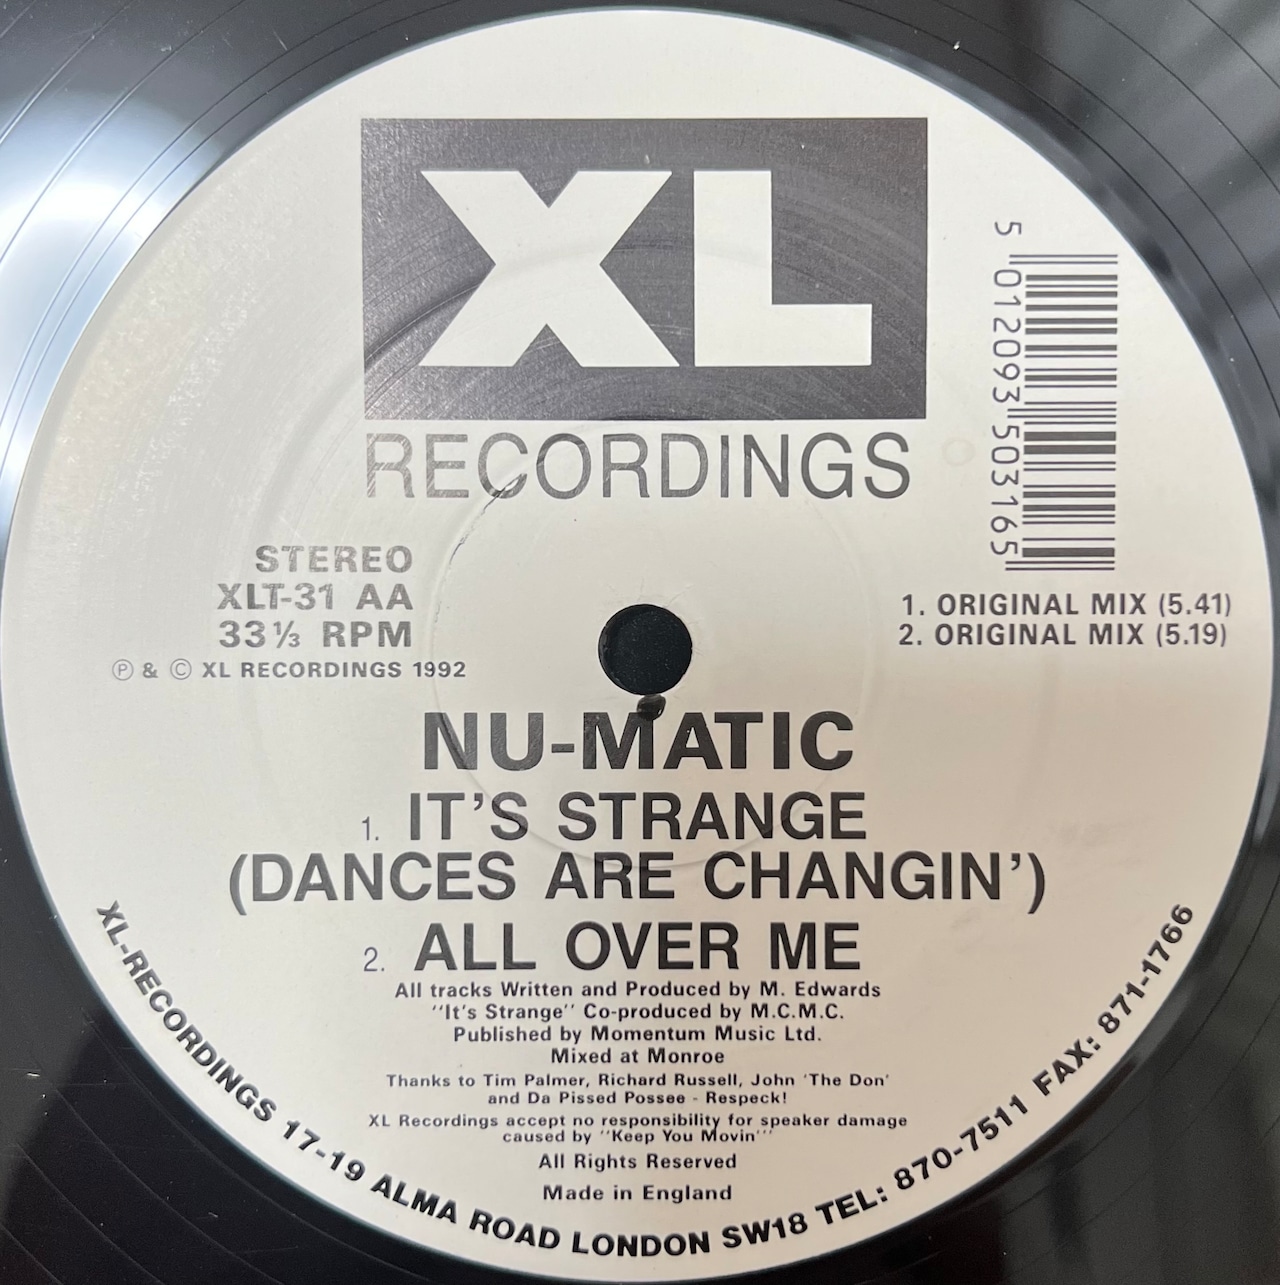 XL
RECORDINGS
5 012093 503165
STEREO
XLT-31 AA
33⅓ RPM
Ⓟ & © XL RECORDINGS 1992
1. ORIGINAL MIX (5.41)
2. ORIGINAL MIX (5.19)
NU-MATIC
1. IT'S STRANGE
(DANCES ARE CHANGIN')
2. ALL OVER ME
All tracks Written and Produced by M. Edwards
"It's Strange" Co-produced by M.C.M.C.
Published by Momentum Music Ltd.
Mixed at Monroe
Thanks to Tim Palmer, Richard Russell, John 'The Don'
and Da Pissed Possee - Respeck!
XL Recordings accept no responsibility for speaker damage
caused by "Keep You Movin'"
All Rights Reserved
Made in England
XL-RECORDINGS 17-19 ALMA ROAD LONDON SW18 TEL: 870-7511 FAX: 871-1766